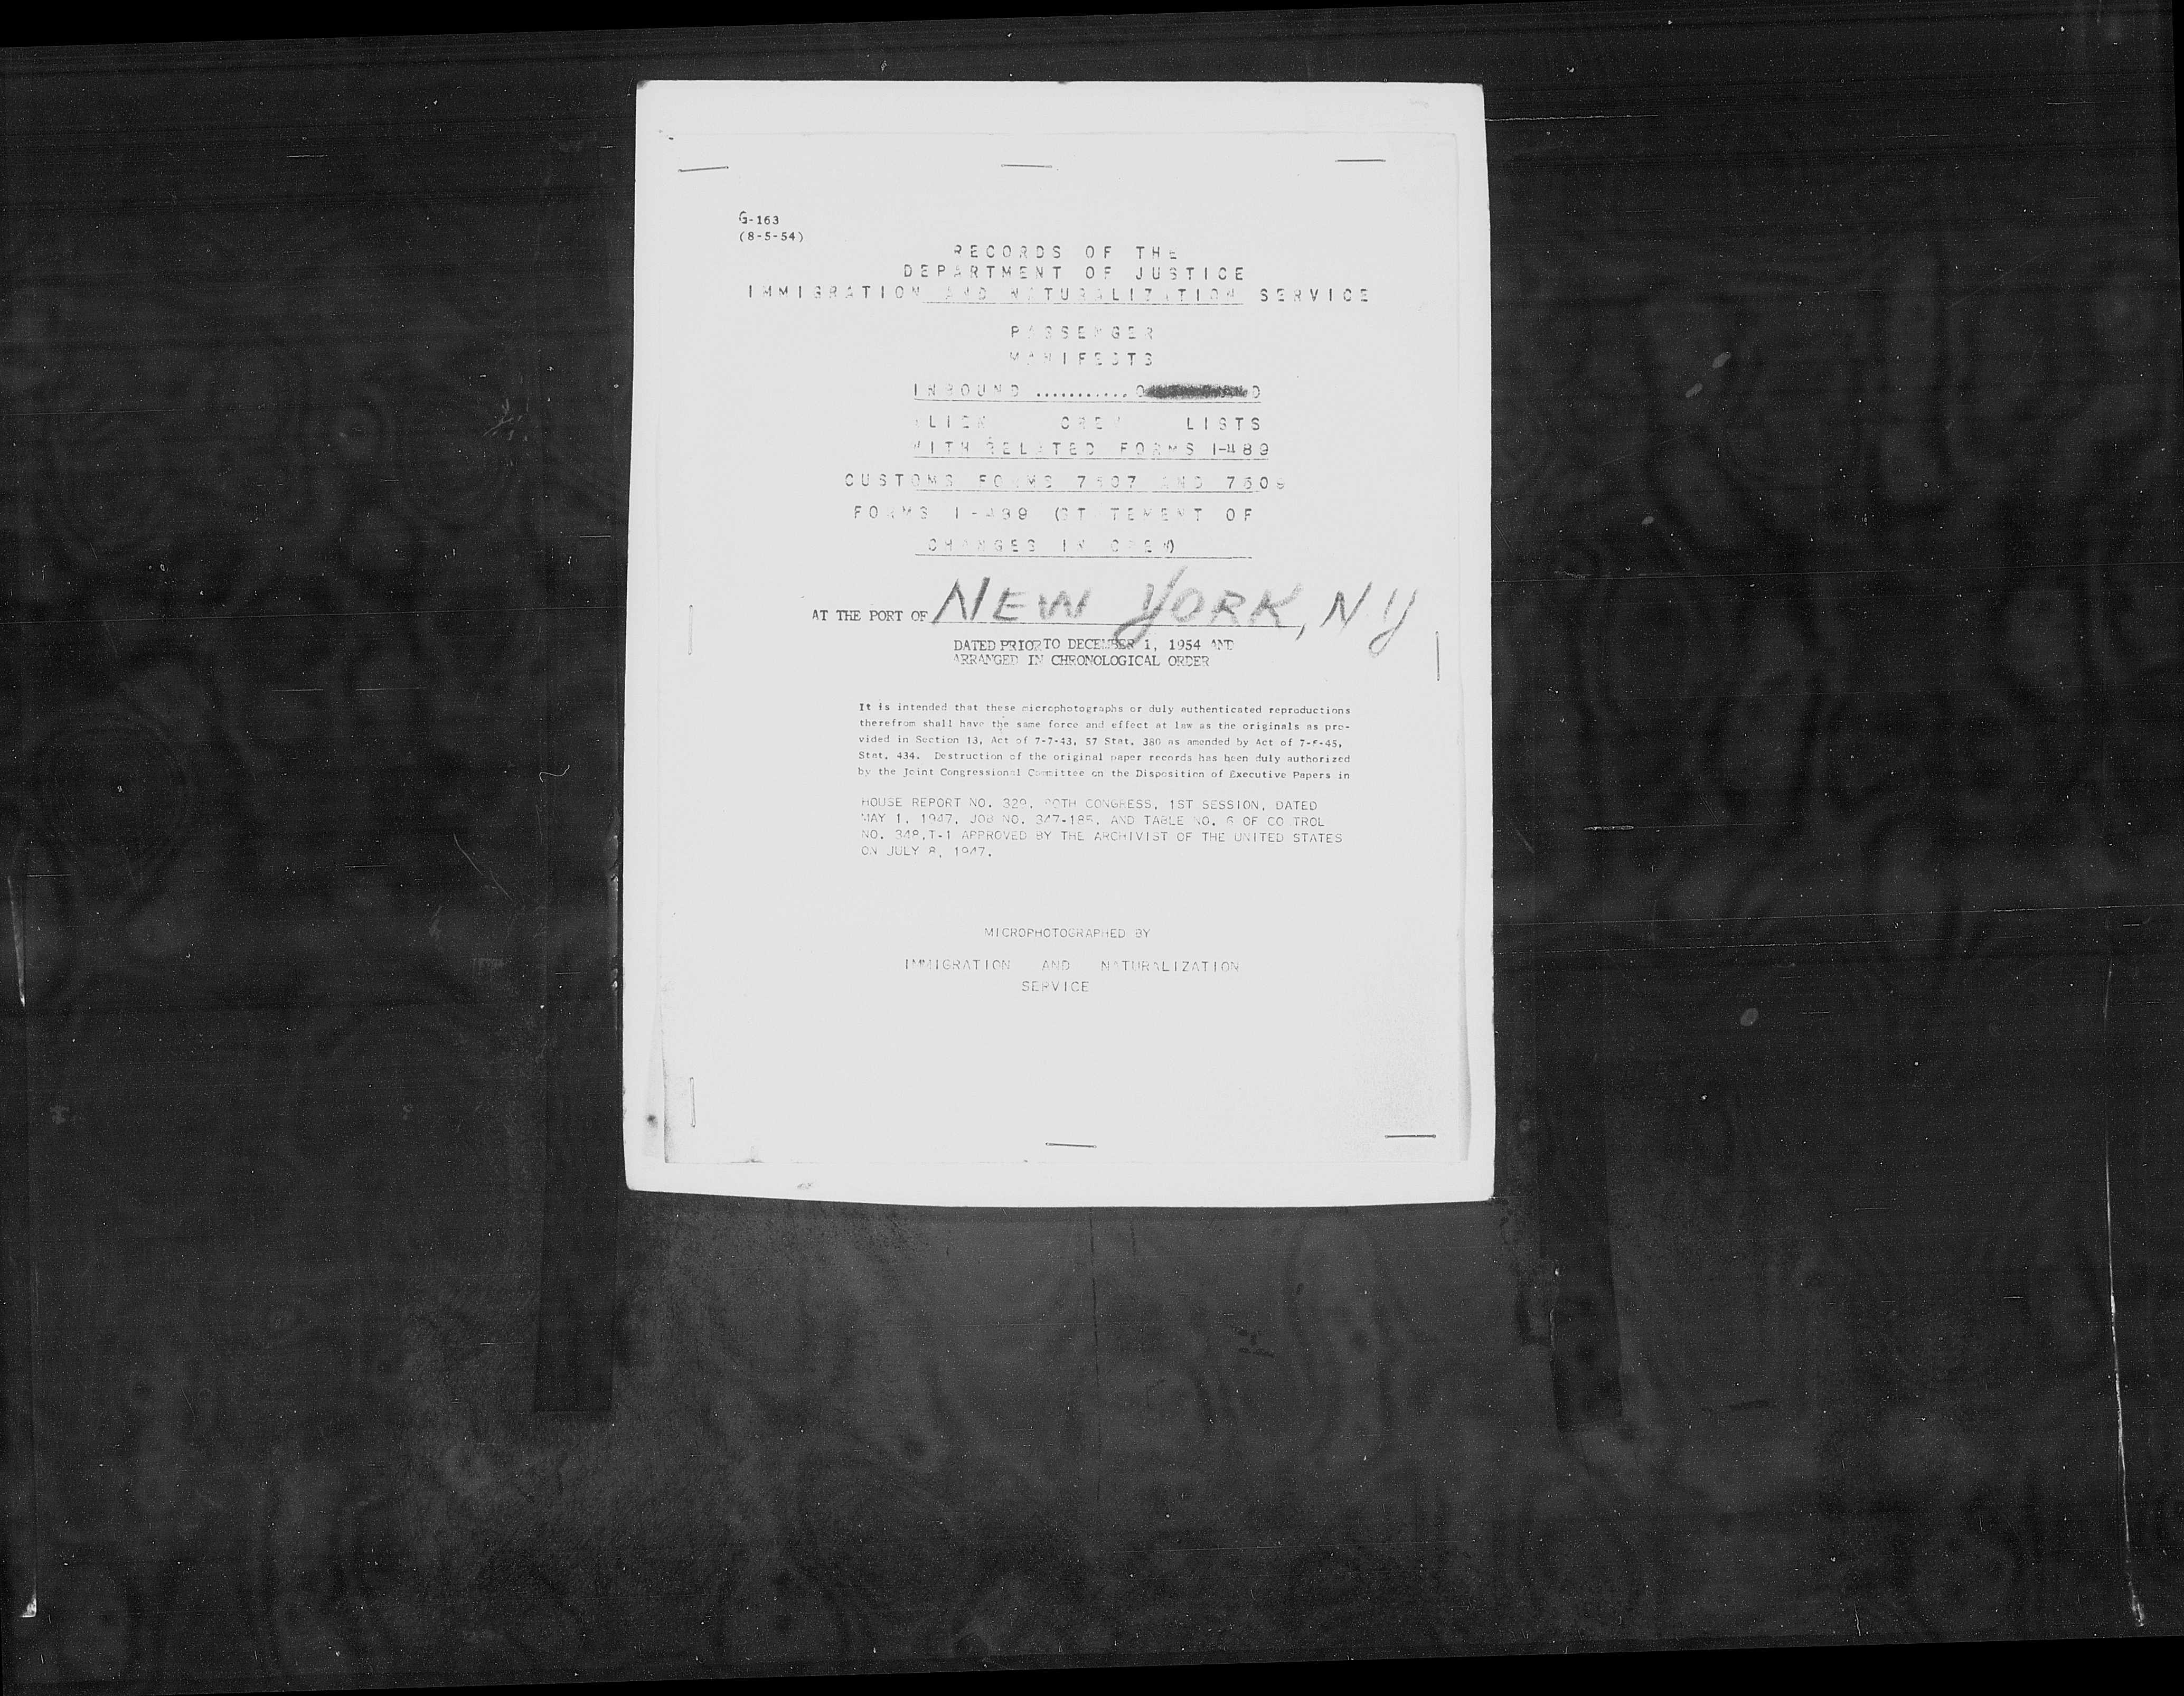 G-163
(8-5-54)
RECORDS OF THE
DEPARTMENT OF JUSTICE
IMMIGRATION AND NATURALIZATION SERVICE
PASSENGER
MANIFESTS
INBOUND ...........
ALIEN CREW LISTS
WITH RELATED FORMS I-489
CUSTOMS FORMS 7507 AND
FORMS I-489 (STATEMENT OF
CHANGES IN CREW)
AT THE PORT OF NEW YORK, NY
DATED PRIOR TO DECEMBER 1, 1954 AND
ARRANGED IN CHRONOLOGICAL ORDER
It is intended that these microphotographs or duly authenticated reproductions
therefrom shall have the same force and effect at law as the originals as pro-
vided in Section 13, Act of 7-7-43, 57 Stat. 380 as amended by Act of
Stat. 434. Destruction of the original paper records has been duly authorized
by the Joint Congressional Committee on the Disposition of Executive Papers in
HOUSE REPORT NO. 329, 80TH CONGRESS, 1ST SESSION, DATED
MAY 1, 1947, JOB NO. 347-185, AND TABLE NO. 6 OF CONTROL
NO. 348,T-1 APPROVED BY THE ARCHIVIST OF THE UNITED STATES
ON JULY 8, 1947.
MICROPHOTOGRAPHED BY
IMMIGRATION AND NATURALIZATION
SERVICE